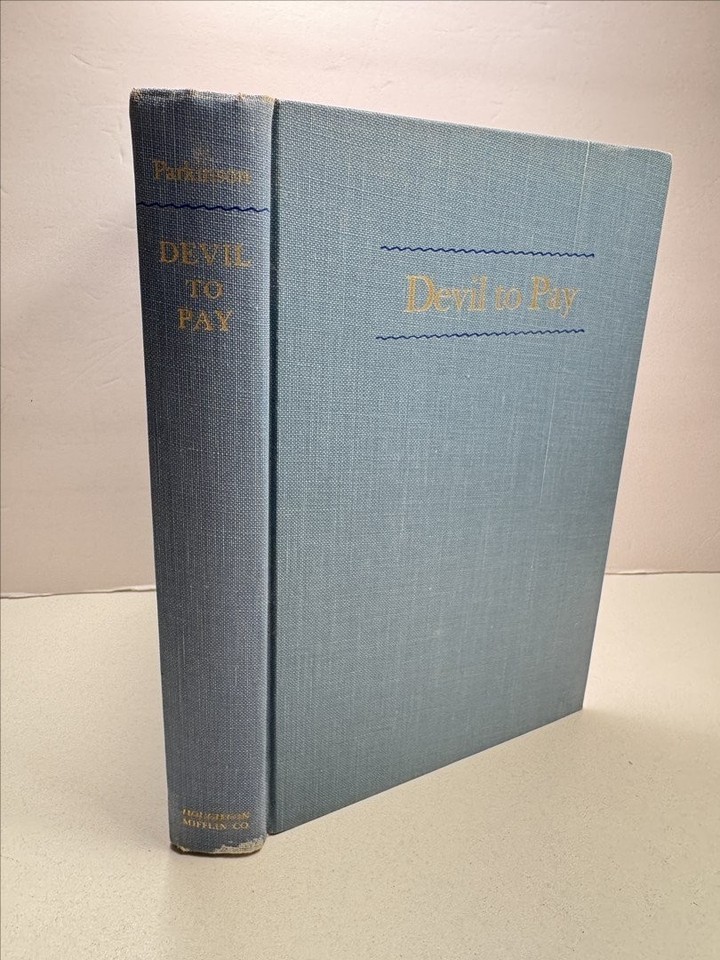 Parkinson
DEVIL
TO
PAY
HOUGHTON
MIFFLIN CO.
Devil to Pay